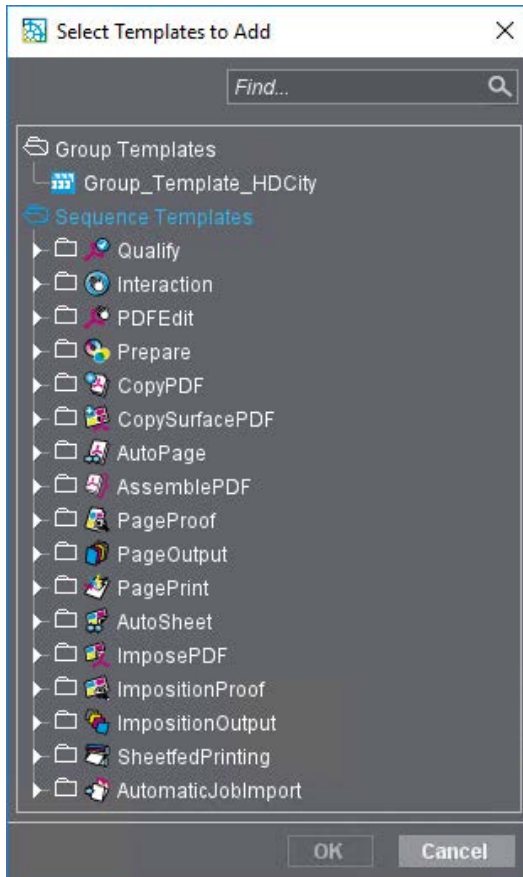 Select Templates to Add
Find...
Group Templates
Group_Template_HDCity
Sequence Templates
Qualify
Interaction
PDFEdit
Prepare
CopyPDF
CopySurfacePDF
AutoPage
AssemblePDF
PageProof
PageOutput
PagePrint
AutoSheet
ImposePDF
ImpositionProof
ImpositionOutput
SheetfedPrinting
AutomaticJobImport
OK Cancel